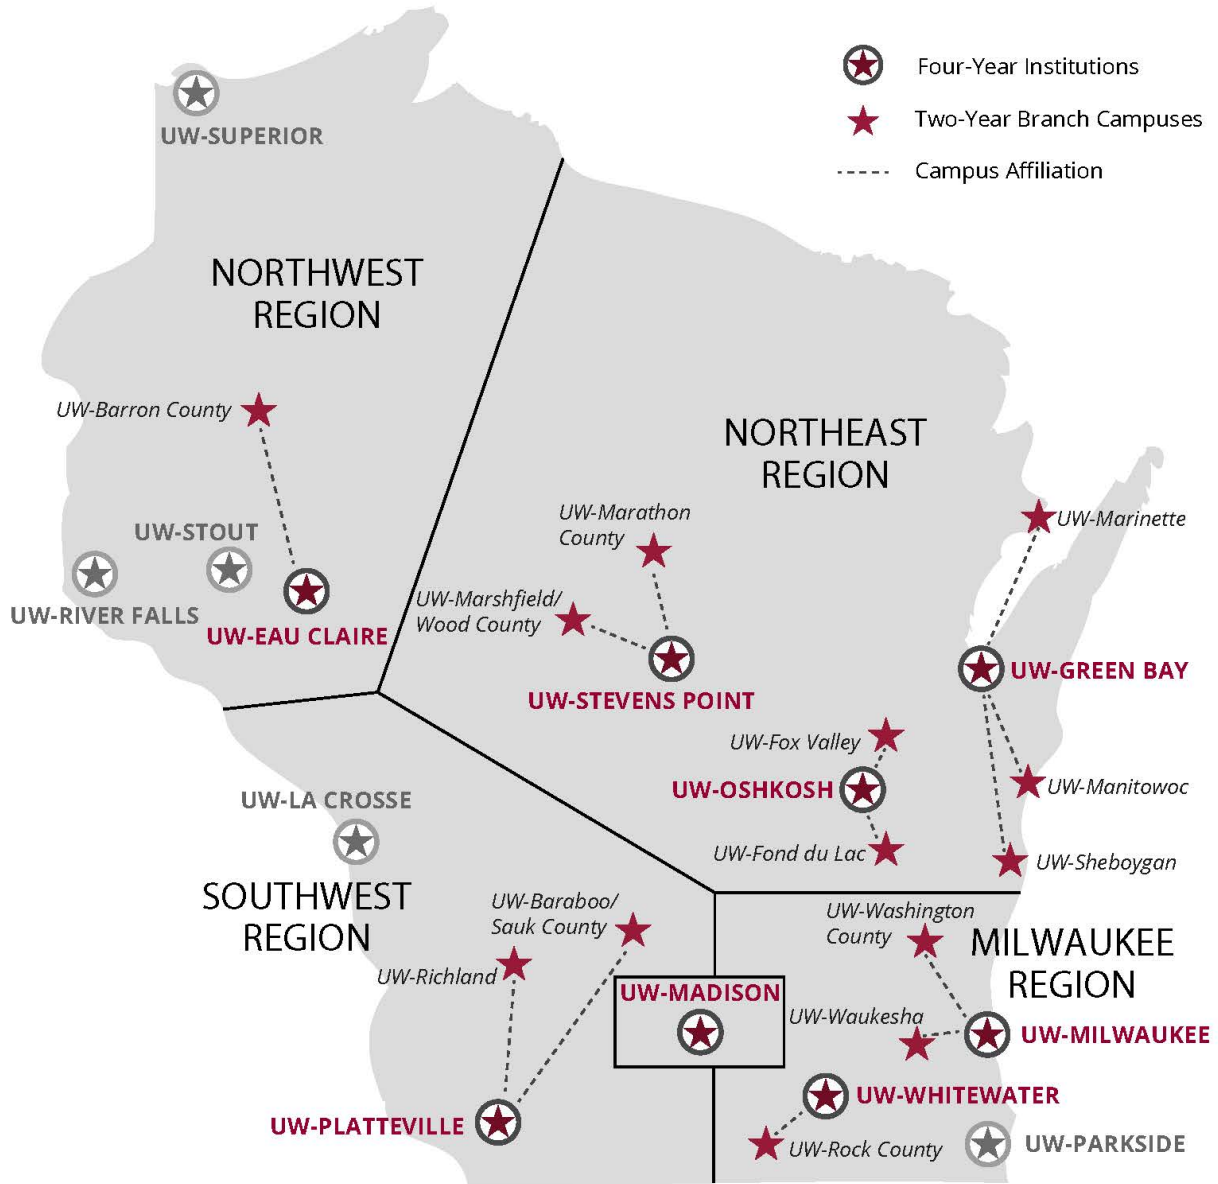 Four-Year Institutions
Two-Year Branch Campuses
Campus Affiliation
UW-SUPERIOR
NORTHWEST
REGION
UW-Barron County
UW-STOUT
UW-RIVER FALLS
UW-EAU CLAIRE
NORTHEAST
REGION
UW-Marathon
County
UW-Marshfield/
Wood County
UW-STEVENS POINT
UW-Marinette
UW-GREEN BAY
UW-Fox Valley
UW-OSHKOSH
UW-Manitowoc
UW-Fond du Lac
UW-Sheboygan
UW-LA CROSSE
SOUTHWEST
REGION
UW-Baraboo/
Sauk County
UW-Richland
UW-PLATTEVILLE
UW-MADISON
UW-Washington
County
MILWAUKEE
REGION
UW-Waukesha
UW-MILWAUKEE
UW-WHITEWATER
UW-Rock County
UW-PARKSIDE